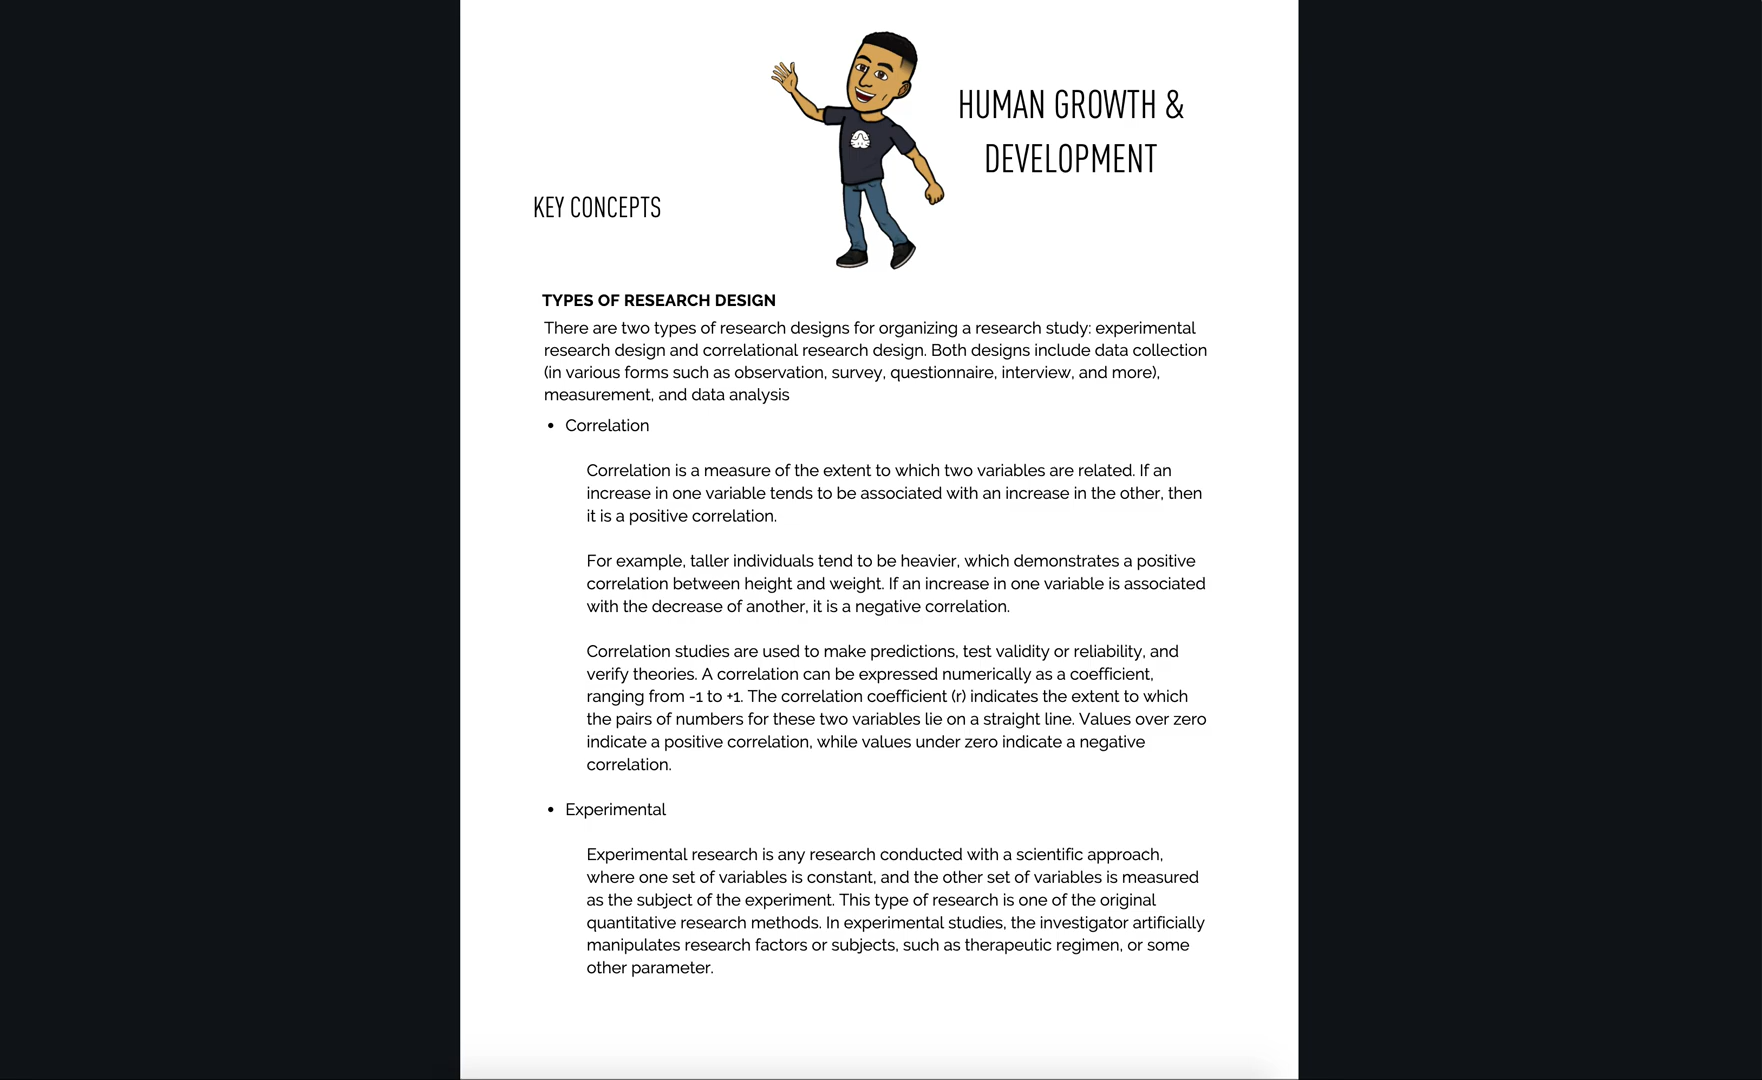 HUMAN GROWTH &
DEVELOPMENT
KEY CONCEPTS
TYPES OF RESEARCH DESIGN
There are two types of research designs for organizing a research study: experimental
research design and correlational research design. Both designs include data collection
(in various forms such as observation, survey, questionnaire, interview, and more),
measurement, and data analysis
• Correlation
Correlation is a measure of the extent to which two variables are related. If an
increase in one variable tends to be associated with an increase in the other, then
it is a positive correlation.
For example, taller individuals tend to be heavier, which demonstrates a positive
correlation between height and weight. If an increase in one variable is associated
with the decrease of another, it is a negative correlation.
Correlation studies are used to make predictions, test validity or reliability, and
verify theories. A correlation can be expressed numerically as a coefficient,
ranging from -1 to +1. The correlation coefficient (r) indicates the extent to which
the pairs of numbers for these two variables lie on a straight line. Values over zero
indicate a positive correlation, while values under zero indicate a negative
correlation.
• Experimental
Experimental research is any research conducted with a scientific approach,
where one set of variables is constant, and the other set of variables is measured
as the subject of the experiment. This type of research is one of the original
quantitative research methods. In experimental studies, the investigator artificially
manipulates research factors or subjects, such as therapeutic regimen, or some
other parameter.